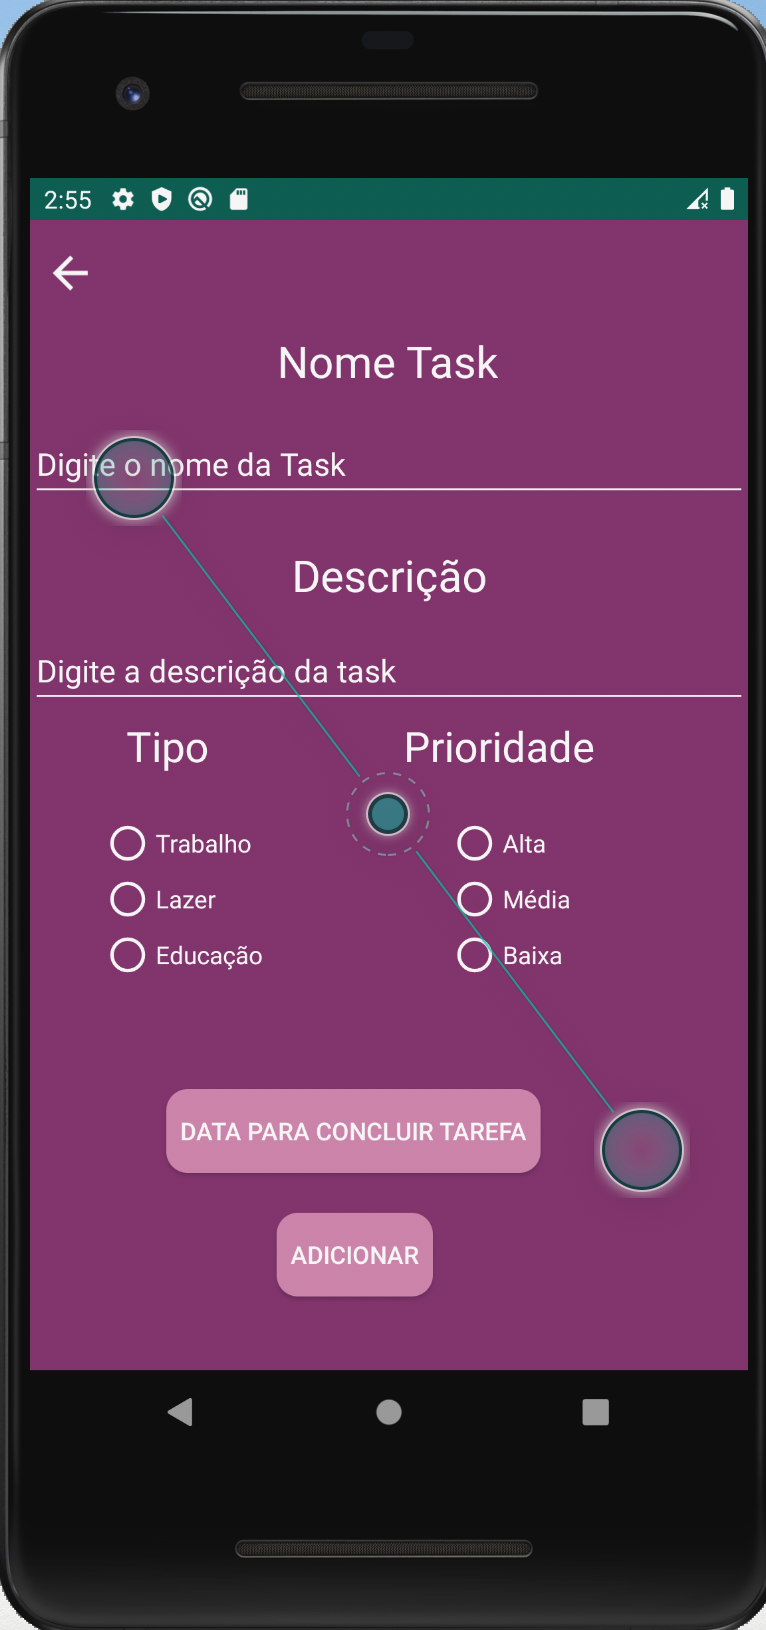 2:55
Nome Task
Digite o nome da Task
Descrição
Digite a descrição da task
Tipo Prioridade
Trabalho Alta
Lazer Média
Educação Baixa
DATA PARA CONCLUIR TAREFA
ADICIONAR